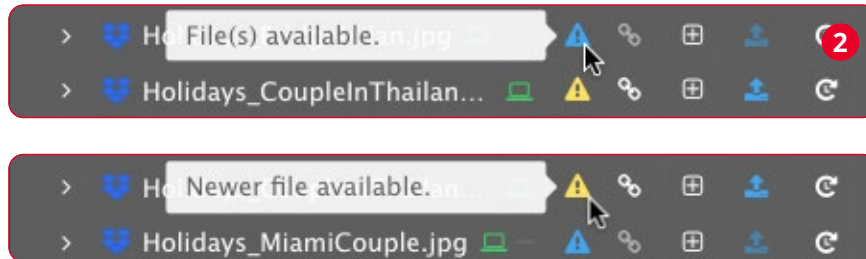 File(s) available.
2
Holidays_CoupleInThailan...
Newer file available.
Holidays_MiamiCouple.jpg